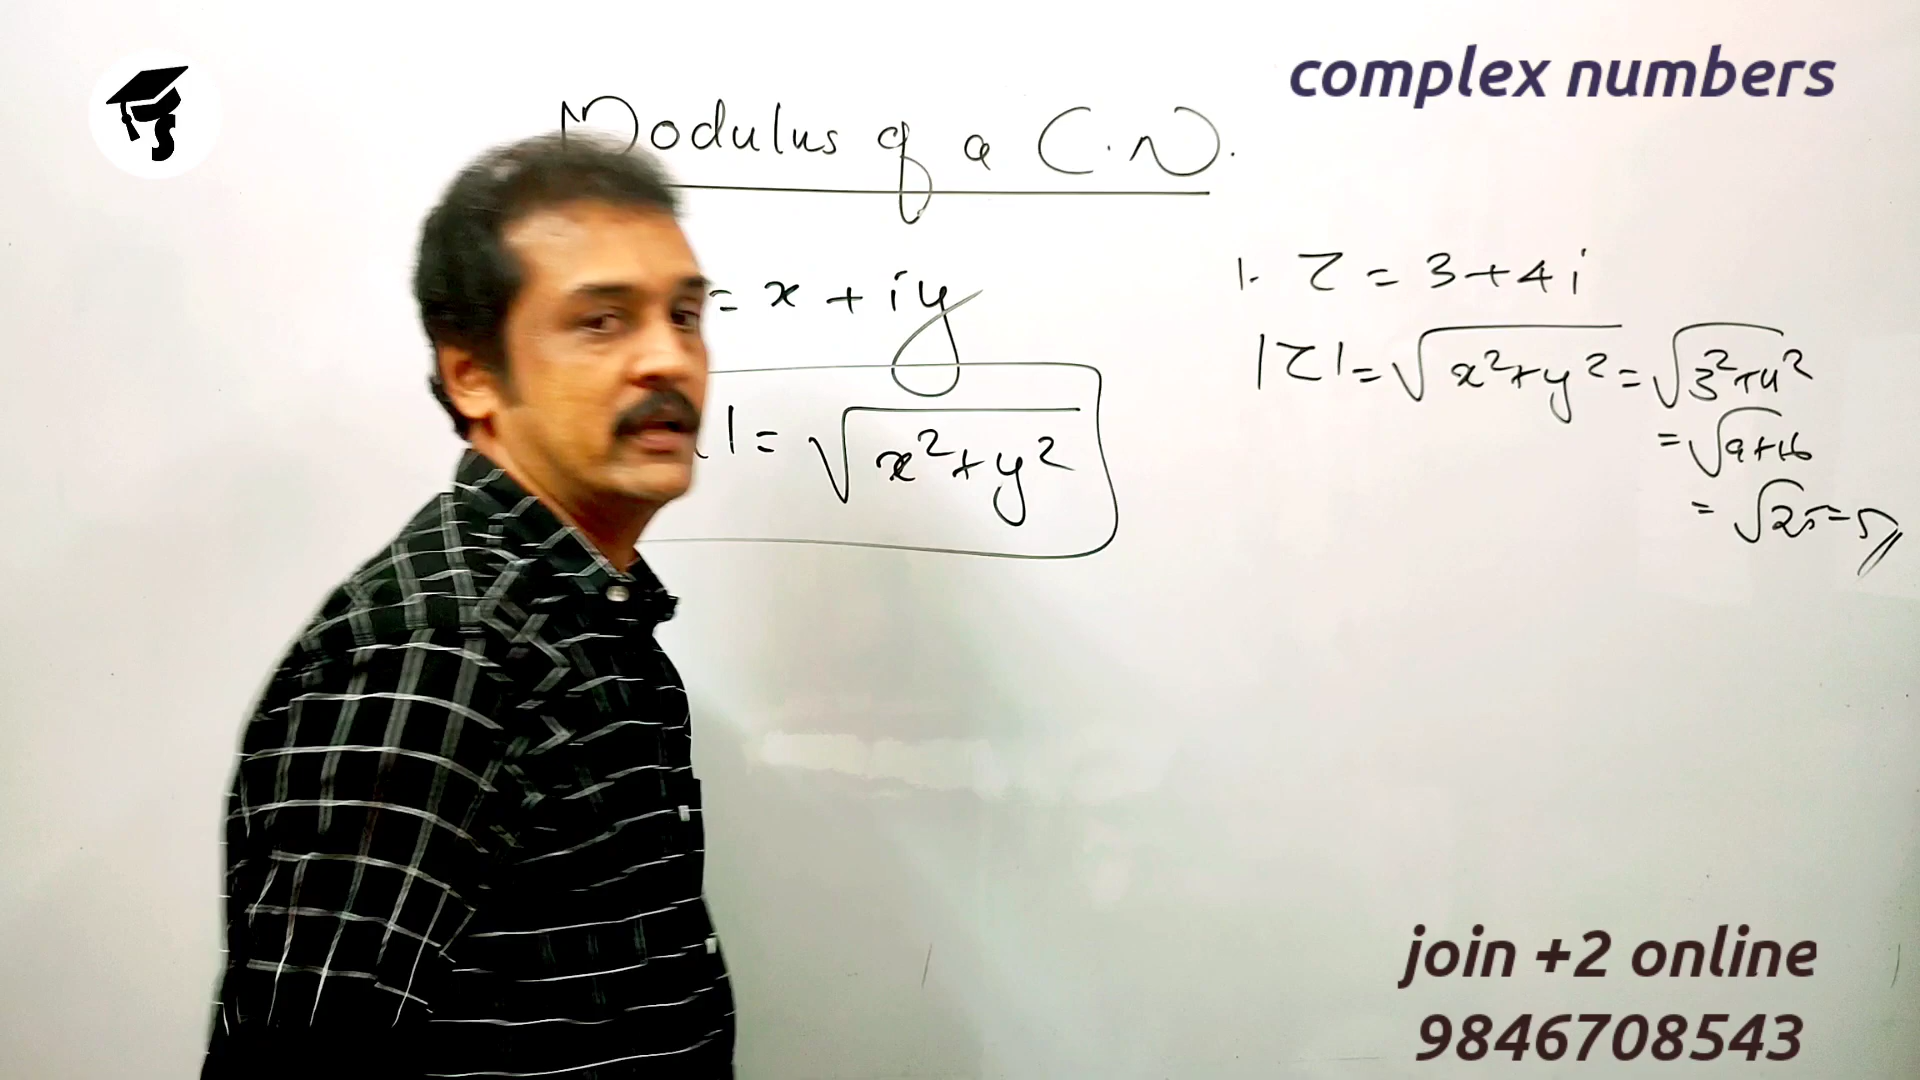 complex numbers
Modulus of a C.N.
= x + iy
| = √x²+y²
1. Z = 3+4i
|Z| = √x²+y² = √3²+4²
= √9+16
= √25 = 5
join +2 online
9846708543